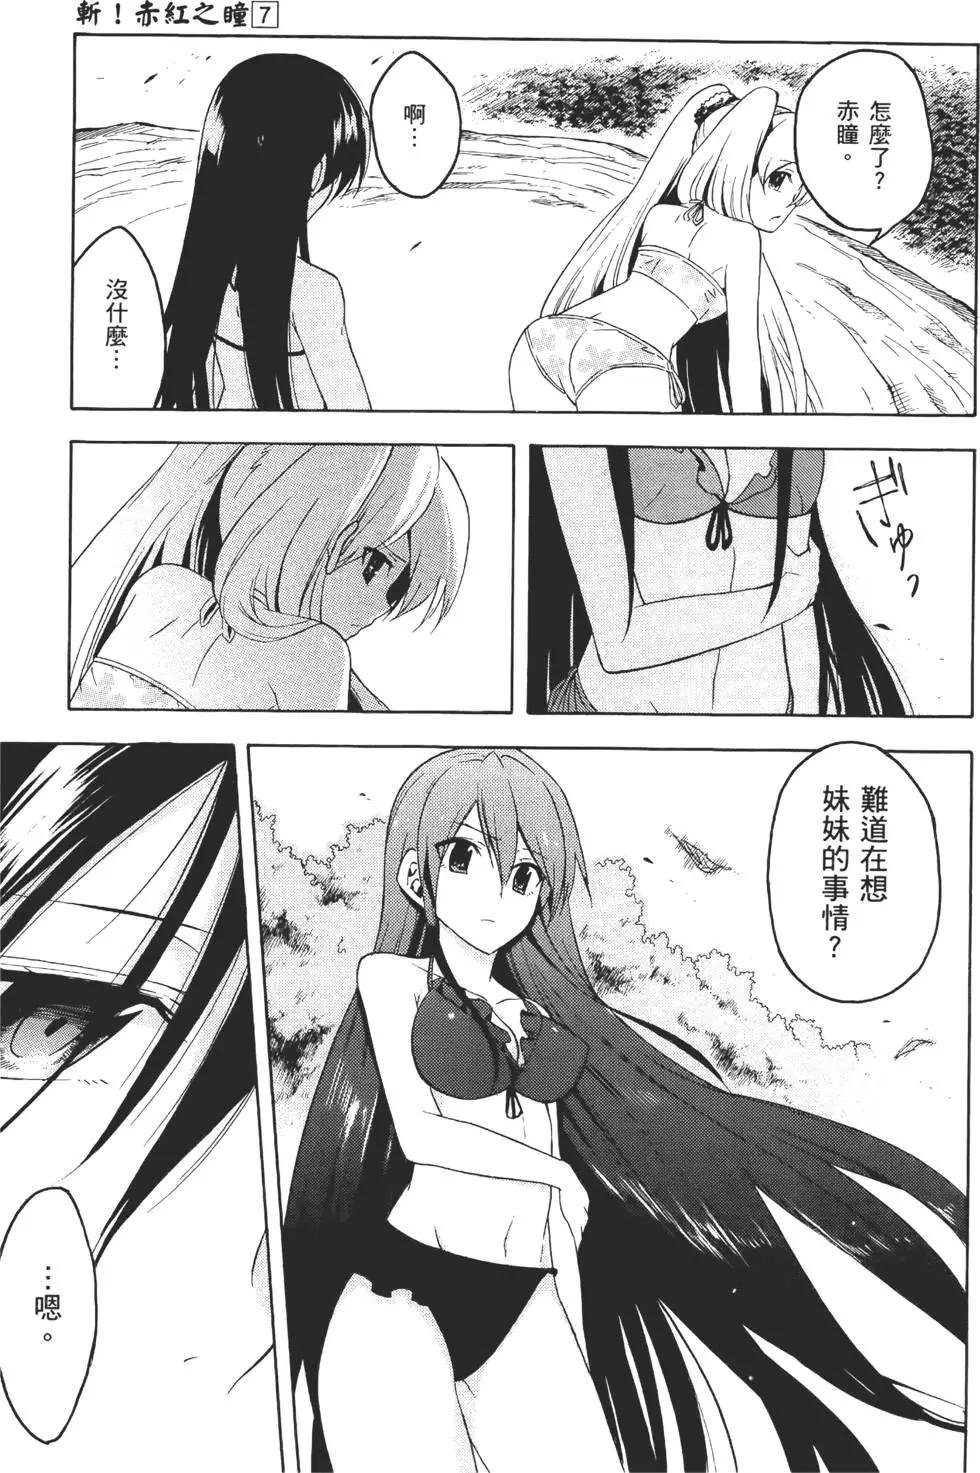 斬！赤紅之瞳7
怎麼了？
赤瞳。
啊…
沒什麼…
ぎゅっ
難道在想
妹妹的事情？
…嗯。